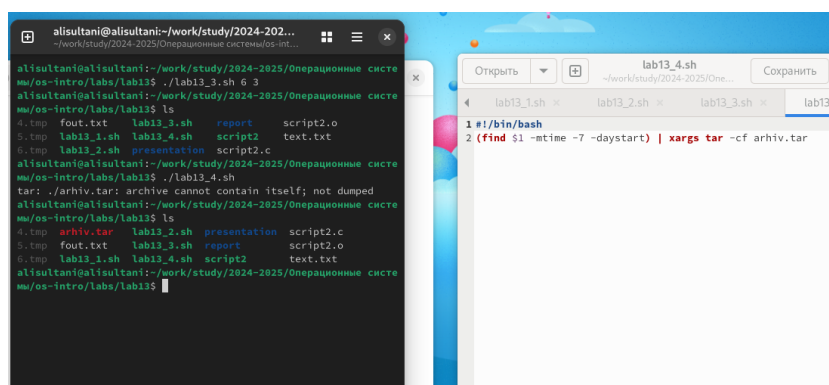 alisultani@alisultani:~/work/study/2024-202...
~/work/study/2024-2025/Операционные системы/os-int...
alisultani@alisultani:~/work/study/2024-2025/Операционные систе
мы/os-intro/labs/lab13$ ./lab13_3.sh 6 3
alisultani@alisultani:~/work/study/2024-2025/Операционные систе
мы/os-intro/labs/lab13$ ls
4.tmp fout.txt lab13_3.sh report script2.o
5.tmp lab13_1.sh lab13_4.sh script2 text.txt
6.tmp lab13_2.sh presentation script2.c
alisultani@alisultani:~/work/study/2024-2025/Операционные систе
мы/os-intro/labs/lab13$ ./lab13_4.sh
tar: ./arhiv.tar: archive cannot contain itself; not dumped
alisultani@alisultani:~/work/study/2024-2025/Операционные систе
мы/os-intro/labs/lab13$ ls
4.tmp arhiv.tar lab13_2.sh presentation script2.c
5.tmp fout.txt lab13_3.sh report script2.o
6.tmp lab13_1.sh lab13_4.sh script2 text.txt
alisultani@alisultani:~/work/study/2024-2025/Операционные систе
мы/os-intro/labs/lab13$
Открыть lab13_4.sh Сохранить
~/work/study/2024-2025/One...
lab13_1.sh lab13_2.sh lab13_3.sh lab13
1 #!/bin/bash
2 (find $1 -mtime -7 -daystart) | xargs tar -cf arhiv.tar